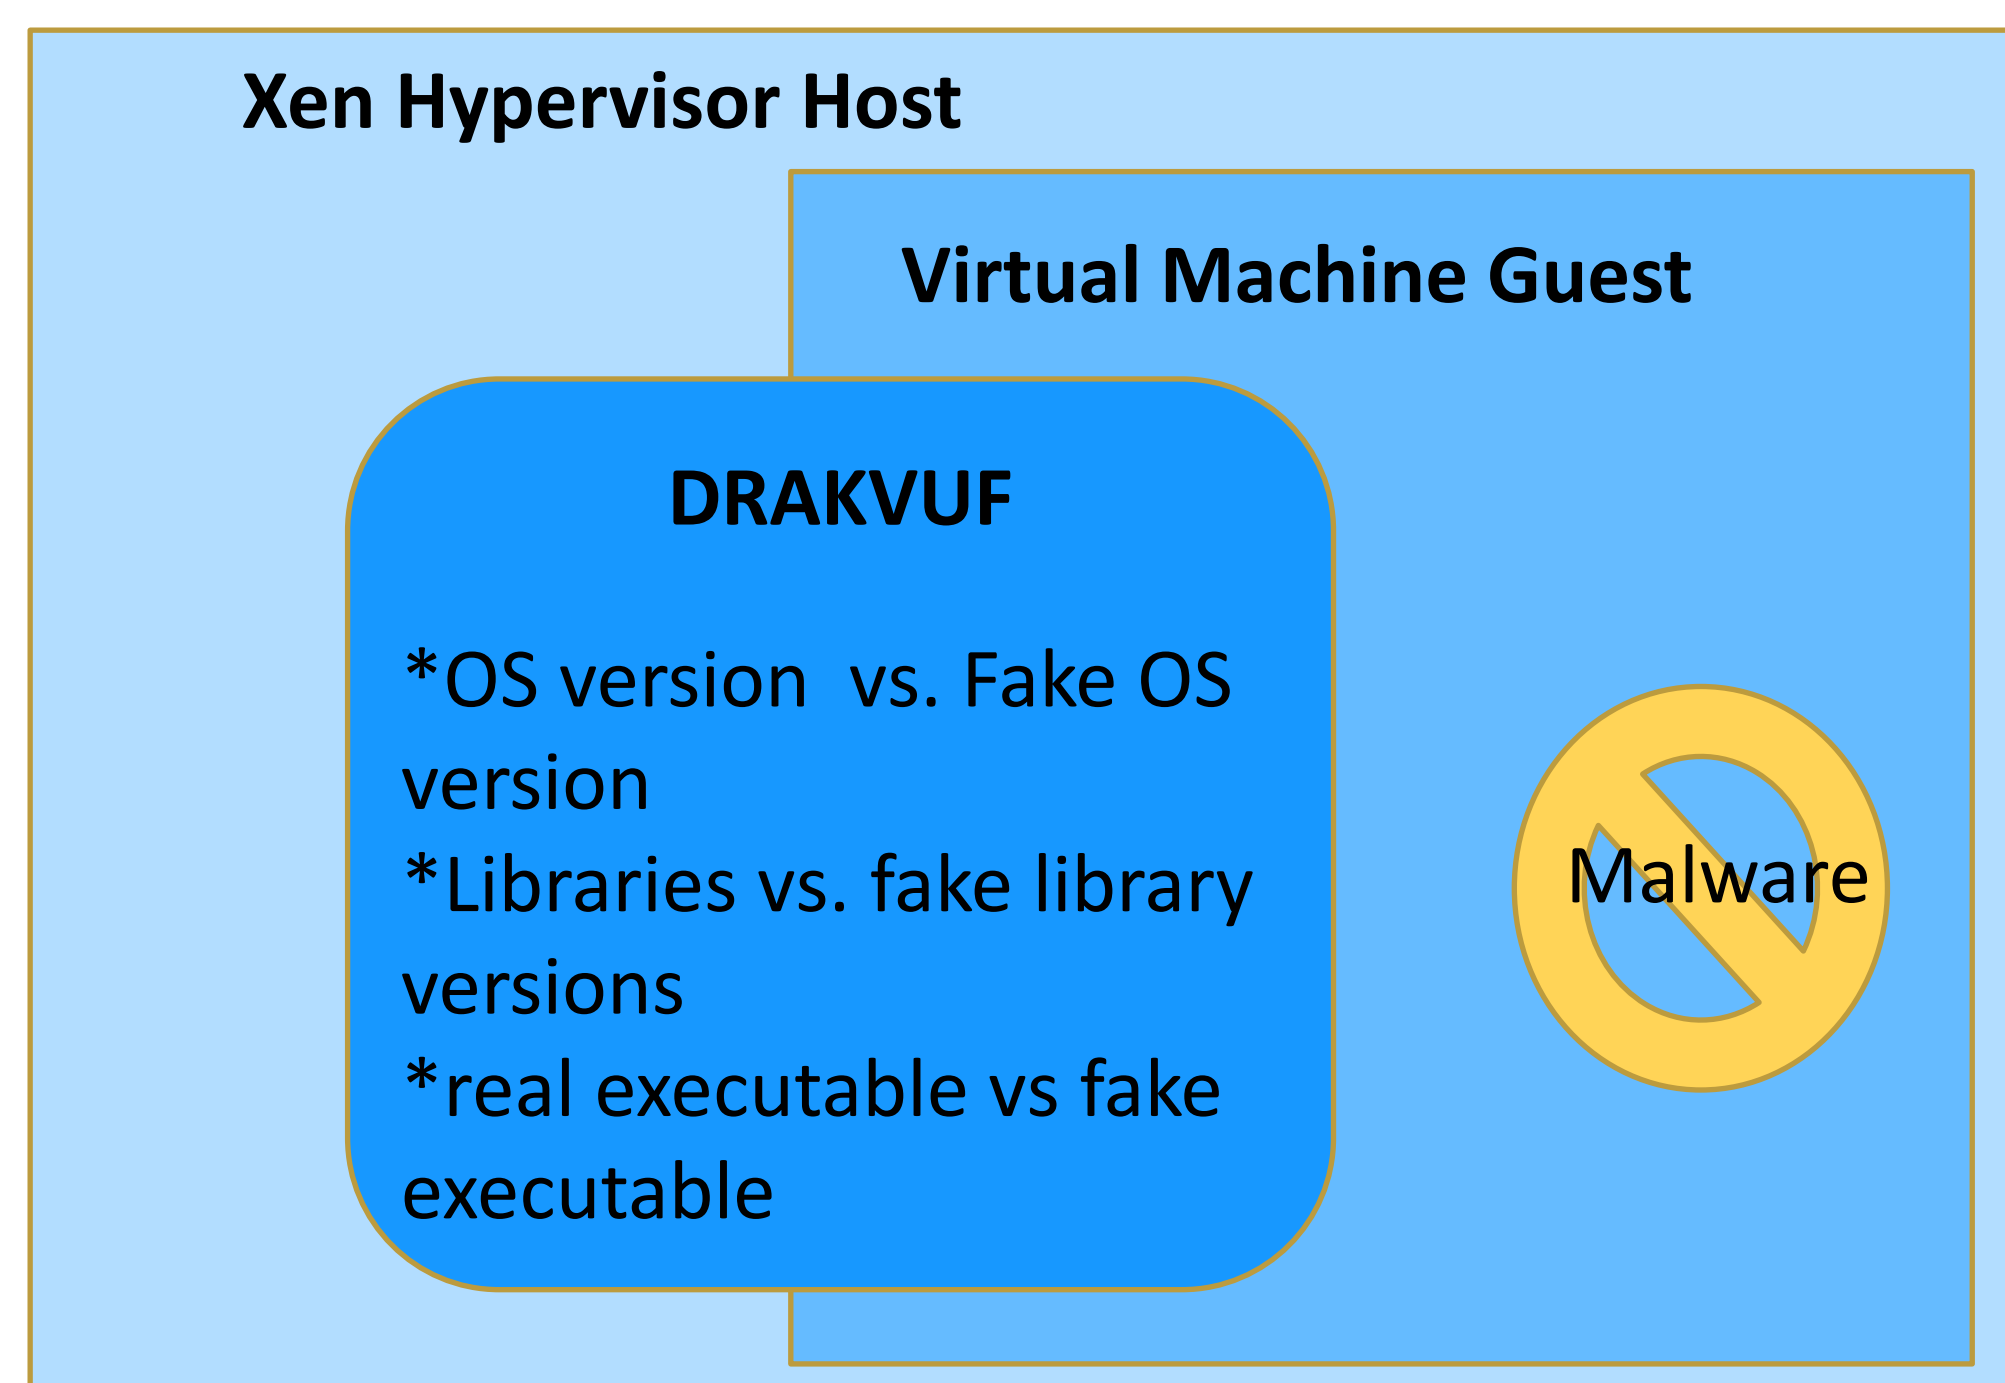 Xen Hypervisor Host
Virtual Machine Guest
DRAKVUF
*OS version  vs. Fake OS
version
*Libraries vs. fake library
versions
*real executable vs fake
executable
Malware